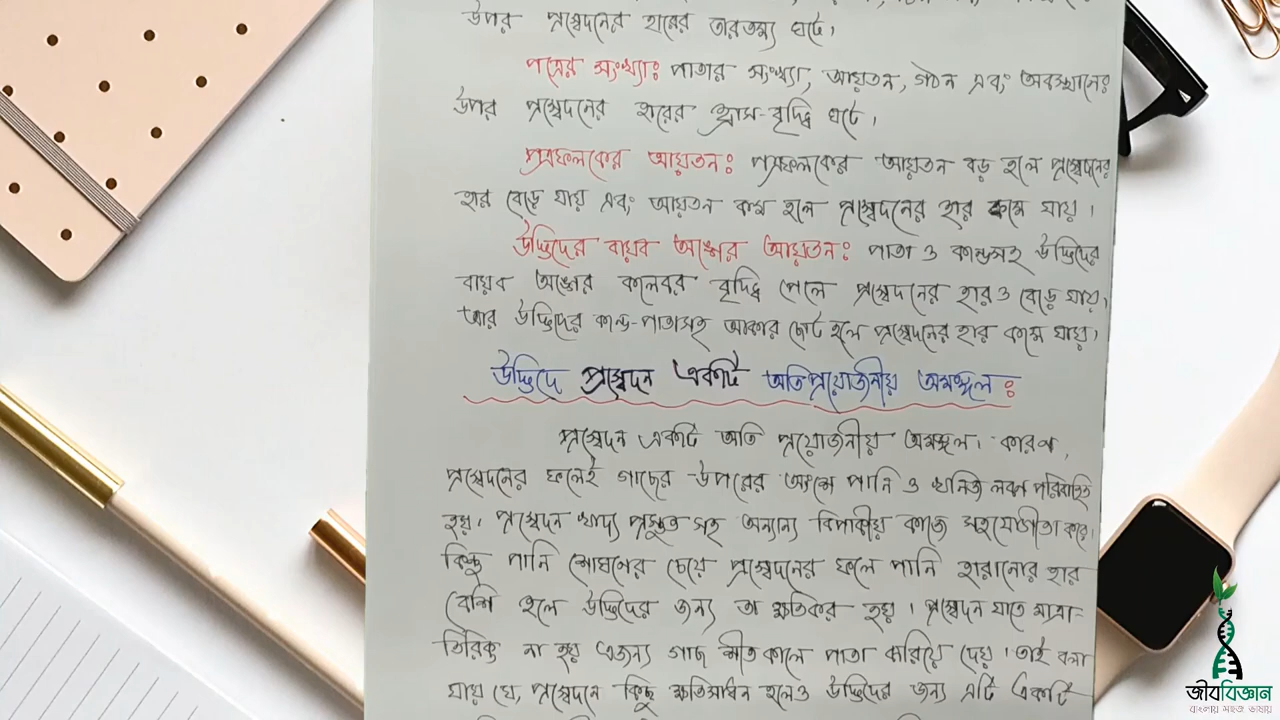 উপর প্রস্বেদনের হারের তারতম্য ঘটে।
পত্রের সংখ্যাঃ পাতার সংখ্যা, আয়তন, গঠন এবং অবস্থানের
উপর প্রস্বেদনের হারের হ্রাস-বৃদ্ধি ঘটে।
পত্রফলকের আয়তনঃ পত্রফলকের আয়তন বড় হলে প্রস্বেদনের
হার বেড়ে যায় এবং আয়তন কম হলে প্রস্বেদনের হার কমে যায়।
উদ্ভিদের বায়ব অঙ্গের আয়তনঃ পাতা ও কান্ডসহ উদ্ভিদের
বায়ব অঙ্গের কলেবর বৃদ্ধি পেলে প্রস্বেদনের হারও বেড়ে যায়,
আর উদ্ভিদের কান্ড-পাতাসহ আকার ছোট হলে প্রস্বেদনের হার কমে যায়।
উদ্ভিদে প্রস্বেদন একটি অতিপ্রয়োজনীয় অমঙ্গলঃ
প্রস্বেদন একটি অতি প্রয়োজনীয় অমঙ্গল। কারণ,
প্রস্বেদনের ফলেই গাছের উপরের অংশে পানি ও খনিজ লবণ পরিবাহিত
হয়। প্রস্বেদন খাদ্য প্রস্তুত সহ অন্যান্য বিপাকীয় কাজে সহযোগীতা করে।
কিন্তু পানি শোষণের চেয়ে প্রস্বেদনের ফলে পানি হারানোর হার
বেশি হলে উদ্ভিদের জন্য তা ক্ষতিকর হয়। প্রস্বেদন যাতে মাত্রা-
তিরিক্ত না হয় এজন্য গাছ শীতকালে পাতা ঝরিয়ে দেয়। তাই বলা
যায় যে, প্রস্বেদনে কিছু ক্ষতিসাধন হলেও উদ্ভিদের জন্য এটি একটি
জীববিজ্ঞান
বাংলায় সহজ ভাষায়